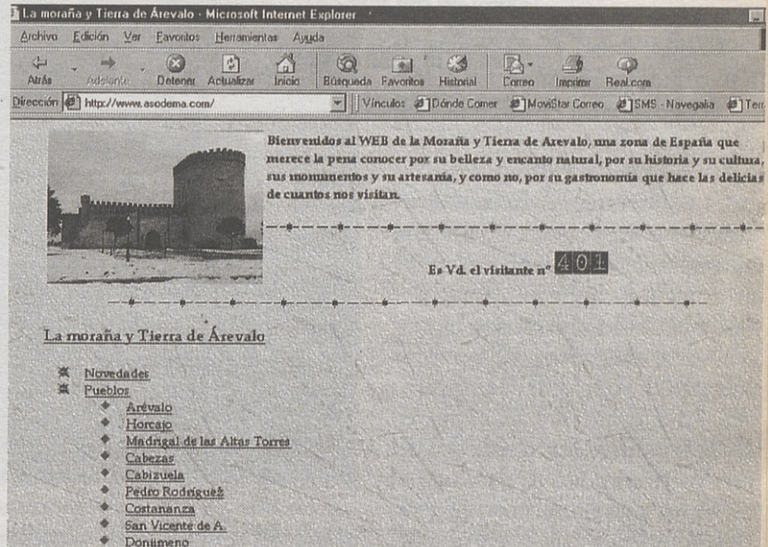 La moraña y Tierra de Árevalo - Microsoft Internet Explorer
Archivo Edición Ver Favoritos Herramientas Ayuda
Atrás Adelante Detener Actualizar Inicio Búsqueda Favoritos Historial Correo Imprimir Real.com
Dirección http://www.asodema.com/ Vínculos Dónde Comer MoviStar Correo SMS - Navegalia
Bienvenidos al WEB de la Moraña y Tierra de Arevalo, una zona de España que
merece la pena conocer por su belleza y encanto natural, por su historia y su cultura,
sus monumentos y su artesanía, y como no, por su gastronomía que hace las delicias
de cuantos nos visitan.
Es Vd. el visitante nº 401
La moraña y Tierra de Árevalo
Novedades
Pueblos
Arévalo
Horcajo
Madrigal de las Altas Torres
Cabezas
Cabizuela
Pedro Rodríguez
Costananza
San Vicente de A.
Donjimeno